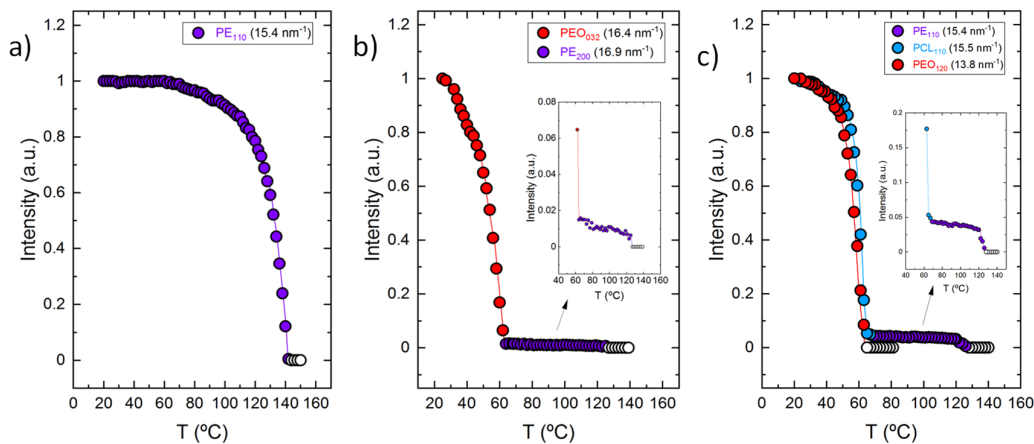 a)
PE110 (15.4 nm-1)
Intensity (a.u.)
1
0.8
0.6
0.4
0.2
0
0 20 40 60 80 100 120 140 160
T (ºC)
b)
PEO032 (16.4 nm-1)
PE200 (16.9 nm-1)
Intensity (a.u.)
1
0.8
0.6
0.4
0.2
0
0 20 40 60 80 100 120 140 160
T (ºC)
Intensity (a.u.)
0.08
0.06
0.04
0.02
0
40 60 80 100 120 140 160
T (ºC)
c)
PE110 (15.4 nm-1)
PCL110 (15.5 nm-1)
PEO120 (13.8 nm-1)
Intensity (a.u.)
1
0.8
0.6
0.4
0.2
0
0 20 40 60 80 100 120 140 160
T (ºC)
Intensity (a.u.)
0.2
0.15
0.1
0.05
0
40 60 80 100 120 140 160
T (ºC)